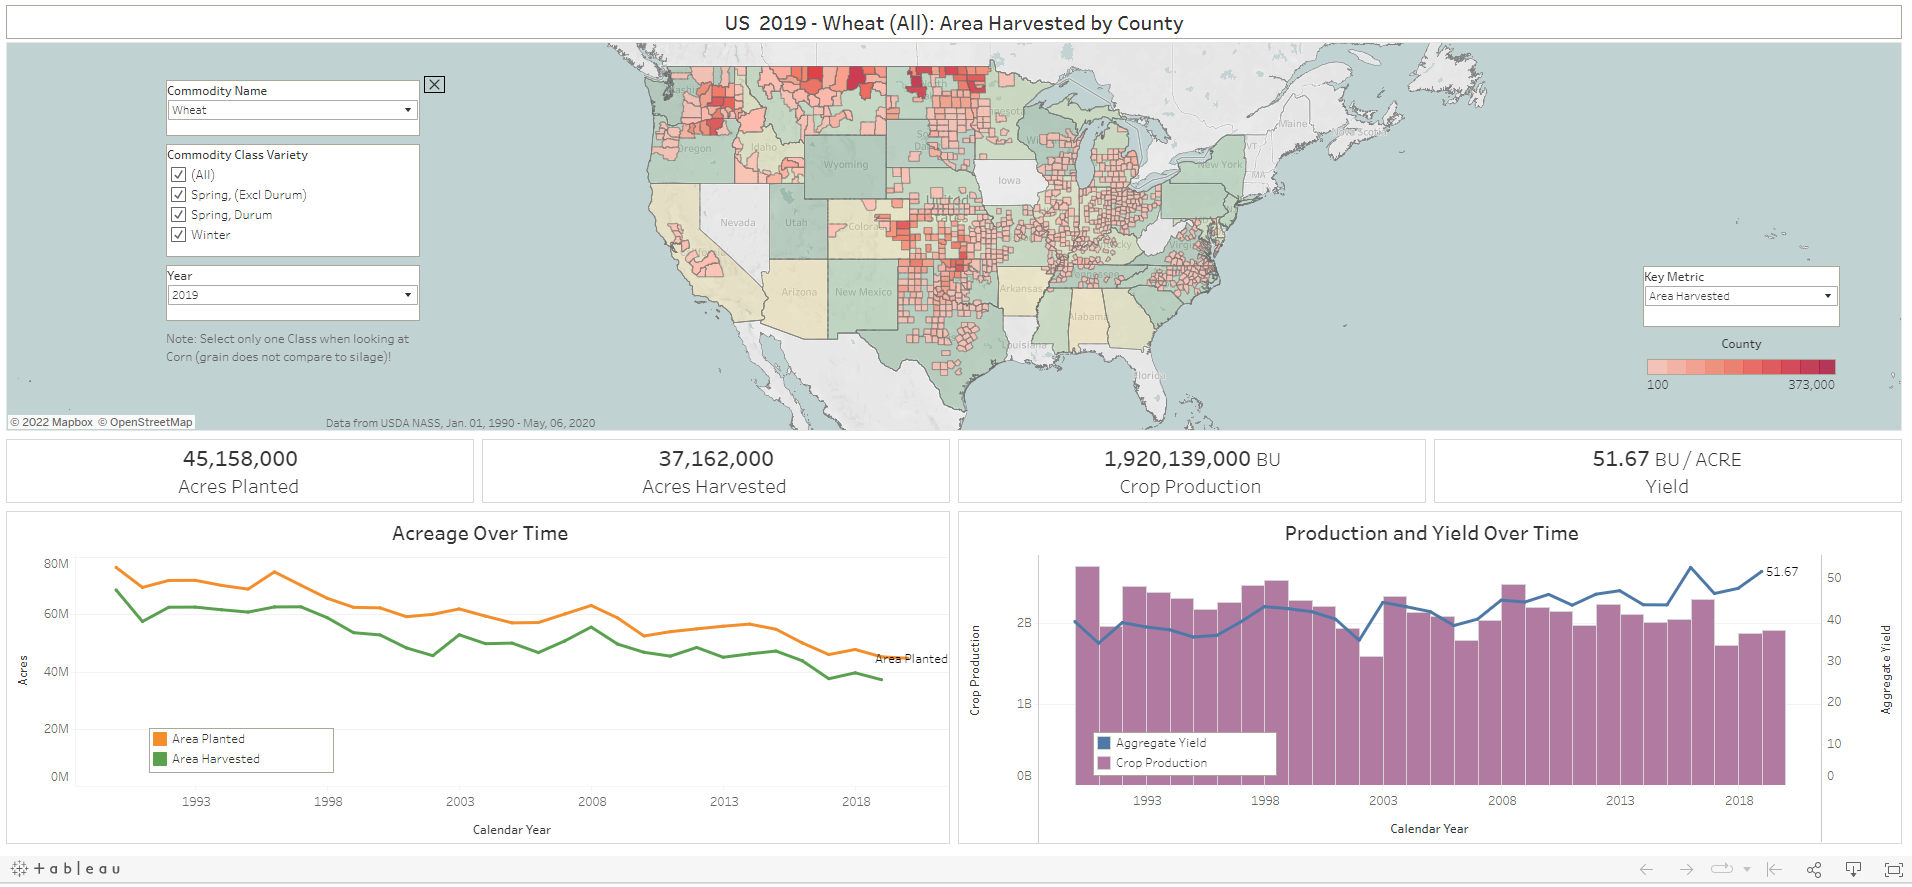 US 2019 - Wheat (All): Area Harvested by County
Commodity Name
Wheat
Commodity Class Variety
(All)
Spring, (Excl Durum)
Spring, Durum
Winter
Year
2019
Note: Select only one Class when looking at
Corn (grain does not compare to silage)!
Oregon
Idaho
Wyoming
Nevada
Utah
Colorado
Arizona
New Mexico
Iowa
Arkansas
Alabama
Louisiana
Florida
New York
VT
MA
Maine
Nova Scotia
Key Metric
Area Harvested
County
100
373,000
© 2022 Mapbox © OpenStreetMap
Data from USDA NASS, Jan. 01, 1990 - May, 06, 2020
45,158,000
Acres Planted
37,162,000
Acres Harvested
1,920,139,000 BU
Crop Production
51.67 BU / ACRE
Yield
Acreage Over Time
80M
60M
40M
20M
0M
Acres
Area Planted
Area Planted
Area Harvested
1993 1998 2003 2008 2013 2018
Calendar Year
Production and Yield Over Time
51.67
2B
1B
0B
Crop Production
50
40
30
20
10
0
Aggregate Yield
Aggregate Yield
Crop Production
1993 1998 2003 2008 2013 2018
Calendar Year
+ableau